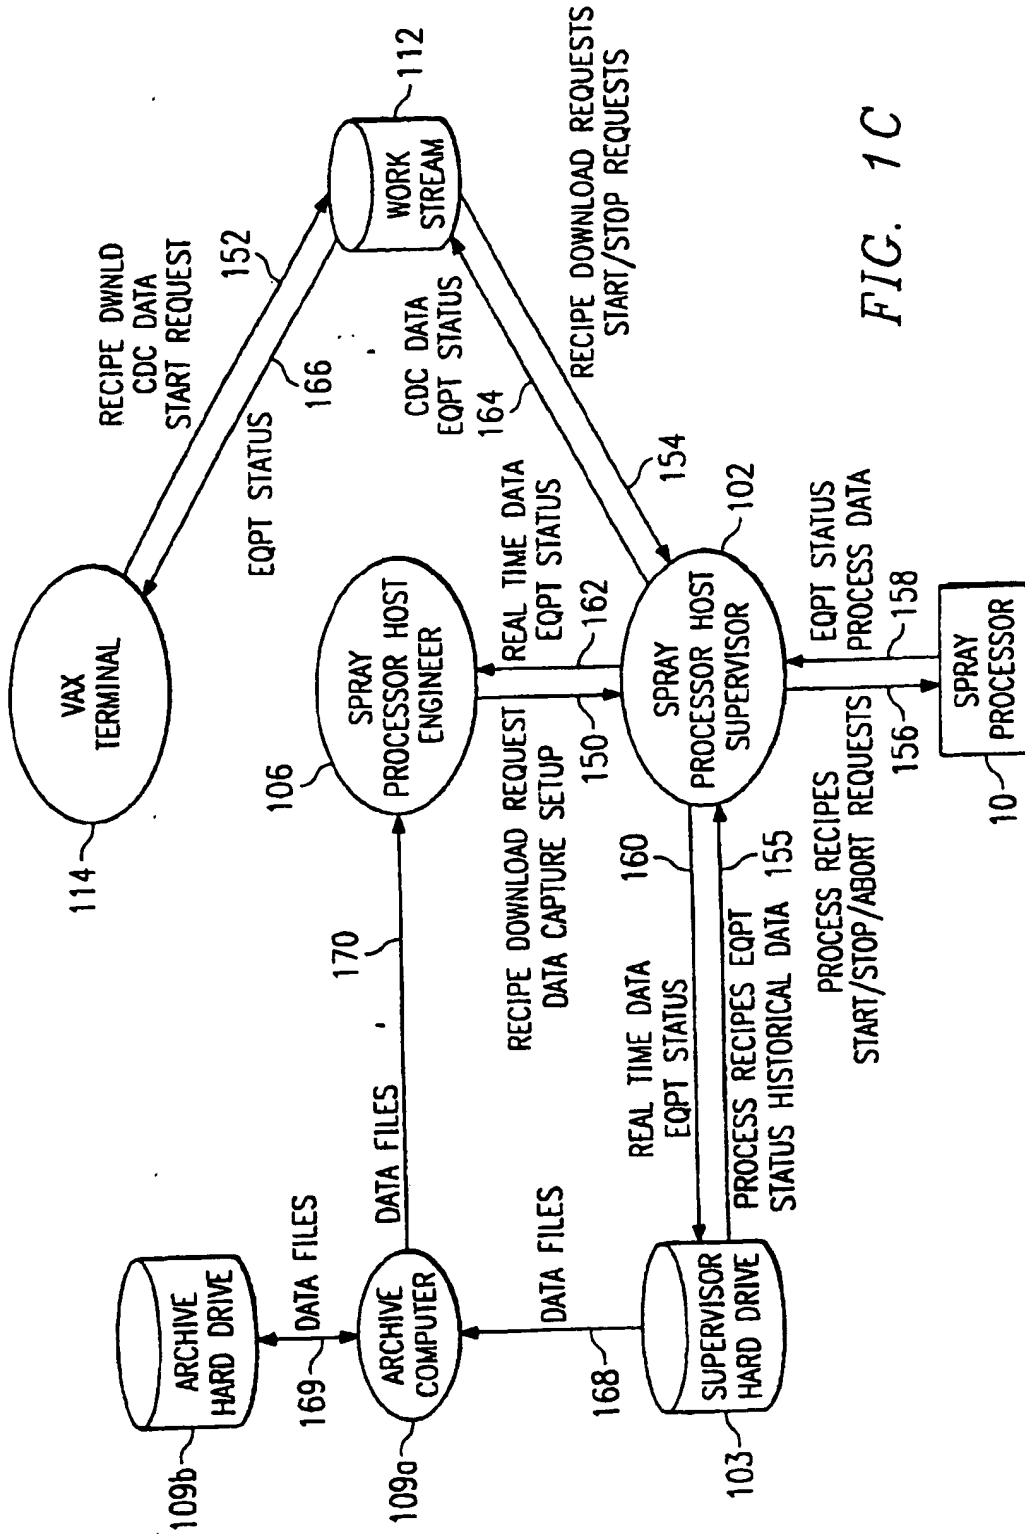 109b
ARCHIVE
HARD DRIVE
169
DATA FILES
109a
ARCHIVE
COMPUTER
DATA FILES
170
168
DATA FILES
103
SUPERVISOR
HARD DRIVE
114
VAX
TERMINAL
RECIPE DWNLD
CDC DATA
START REQUEST
152
EQPT STATUS
166
112
WORK
STREAM
106
SPRAY
PROCESSOR HOST
ENGINEER
RECIPE DOWNLOAD REQUEST
DATA CAPTURE SETUP
150
REAL TIME DATA
EQPT STATUS
162
CDC DATA
EQPT STATUS
164
RECIPE DOWNLOAD REQUESTS
START/STOP REQUESTS
154
REAL TIME DATA
EQPT STATUS
160
PROCESS RECIPES EQPT
STATUS HISTORICAL DATA
155
SPRAY
PROCESSOR HOST
SUPERVISOR
102
PROCESS RECIPES
START/STOP/ABORT REQUESTS
156
EQPT STATUS
PROCESS DATA
158
10
SPRAY
PROCESSOR
FIG. 1C